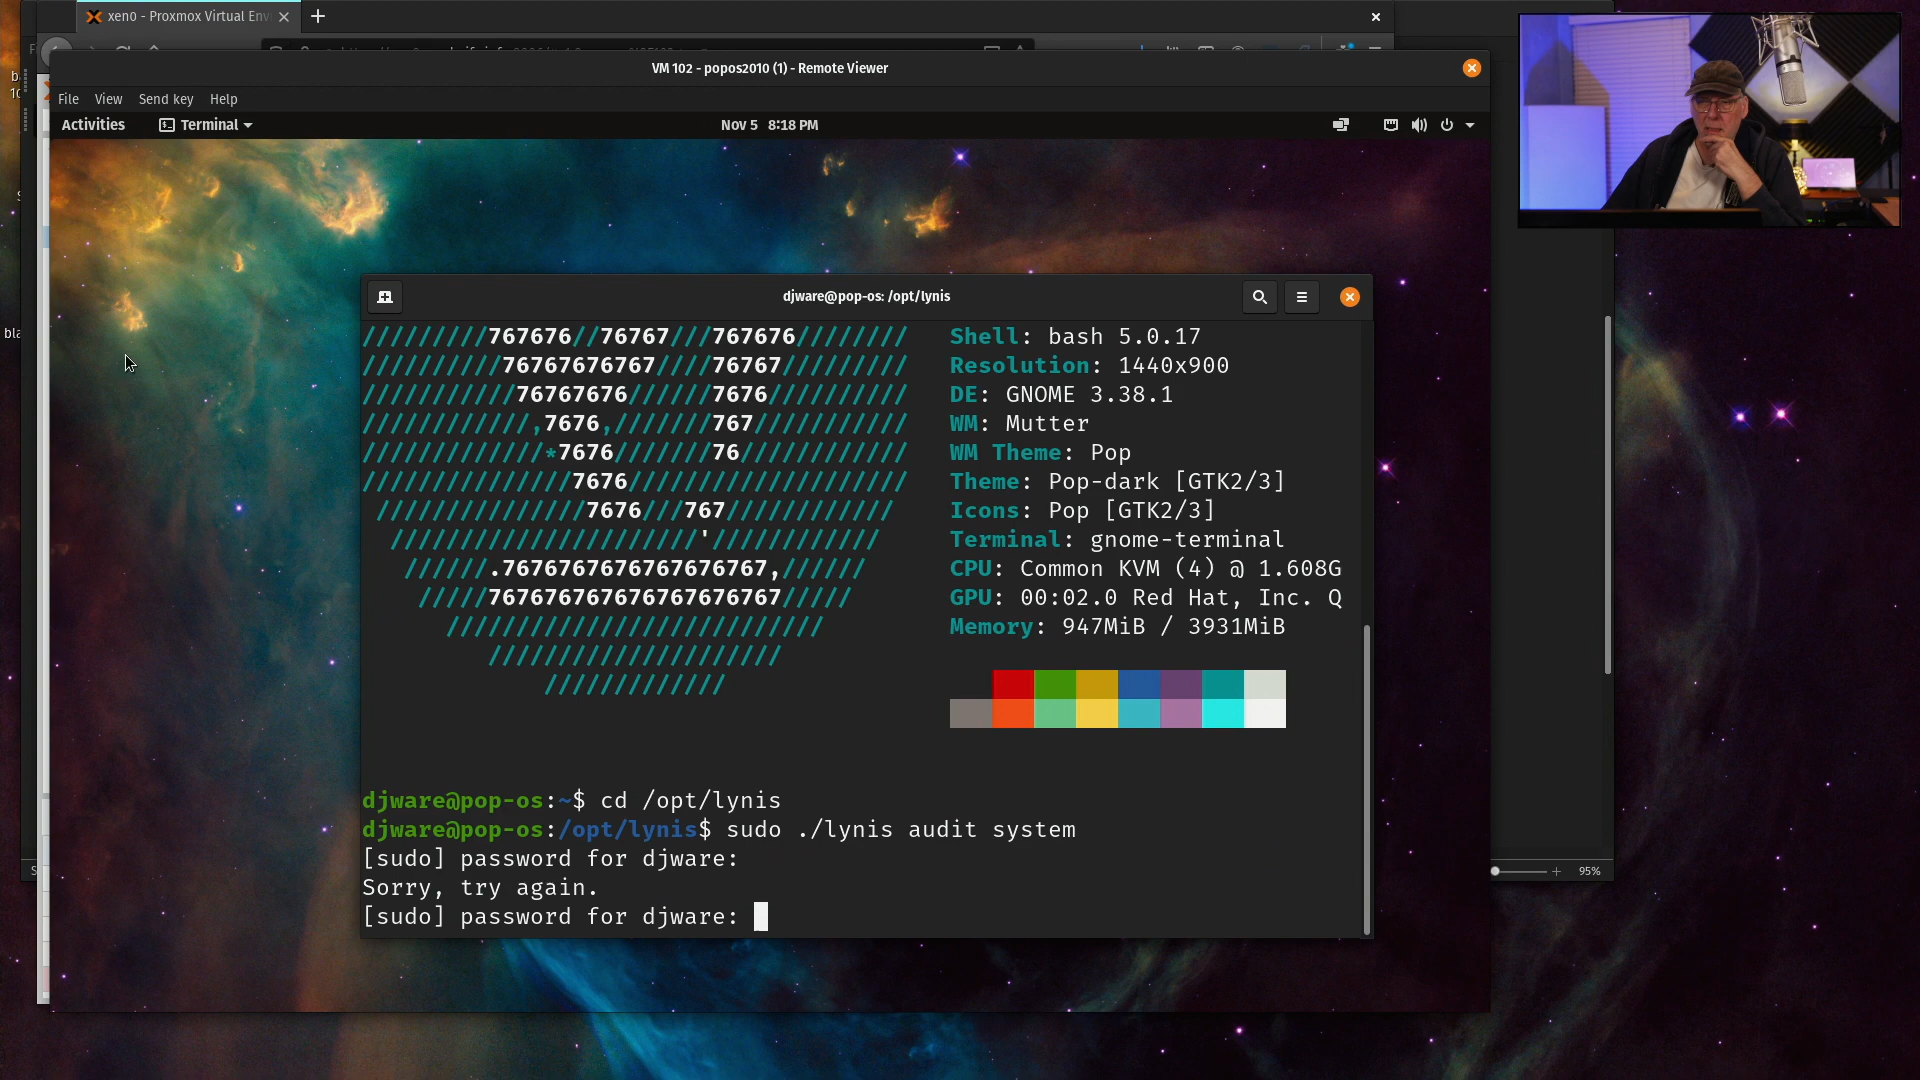 xen0 - Proxmox Virtual Env
VM 102 - popos2010 (1) - Remote Viewer
File View Send key Help
Activities Terminal Nov 5 8:18 PM
djware@pop-os: /opt/lynis
/////////767676//76767///767676//////// Shell: bash 5.0.17
//////////76767676767////76767///////// Resolution: 1440x900
///////////76767676//////7676////////// DE: GNOME 3.38.1
////////////,7676,///////767/////////// WM: Mutter
/////////////*7676///////76//////////// WM Theme: Pop
///////////////7676//////////////////// Theme: Pop-dark [GTK2/3]
///////////////7676///767//////////// Icons: Pop [GTK2/3]
//////////////////////'//////////// Terminal: gnome-terminal
//////.7676767676767676767,////// CPU: Common KVM (4) @ 1.608G
/////767676767676767676767///// GPU: 00:02.0 Red Hat, Inc. Q
/////////////////////////// Memory: 947MiB / 3931MiB
/////////////////////
/////////////
djware@pop-os:~$ cd /opt/lynis
djware@pop-os:/opt/lynis$ sudo ./lynis audit system
[sudo] password for djware:
Sorry, try again.
[sudo] password for djware:
95%